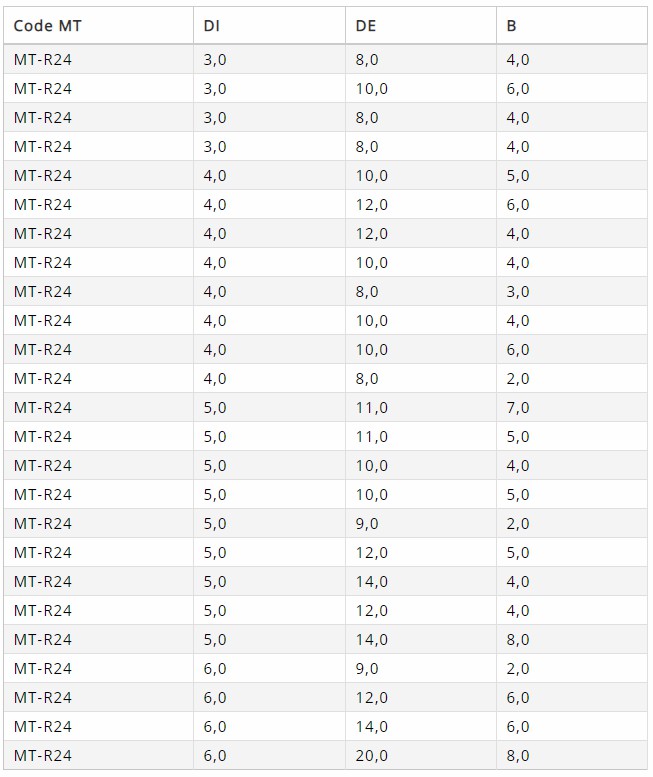 Code MT DI DE B
MT-R24 3,0 8,0 4,0
MT-R24 3,0 10,0 6,0
MT-R24 3,0 8,0 4,0
MT-R24 3,0 8,0 4,0
MT-R24 4,0 10,0 5,0
MT-R24 4,0 12,0 6,0
MT-R24 4,0 12,0 4,0
MT-R24 4,0 10,0 4,0
MT-R24 4,0 8,0 3,0
MT-R24 4,0 10,0 4,0
MT-R24 4,0 10,0 6,0
MT-R24 4,0 8,0 2,0
MT-R24 5,0 11,0 7,0
MT-R24 5,0 11,0 5,0
MT-R24 5,0 10,0 4,0
MT-R24 5,0 10,0 5,0
MT-R24 5,0 9,0 2,0
MT-R24 5,0 12,0 5,0
MT-R24 5,0 14,0 4,0
MT-R24 5,0 12,0 4,0
MT-R24 5,0 14,0 8,0
MT-R24 6,0 9,0 2,0
MT-R24 6,0 12,0 6,0
MT-R24 6,0 14,0 6,0
MT-R24 6,0 20,0 8,0